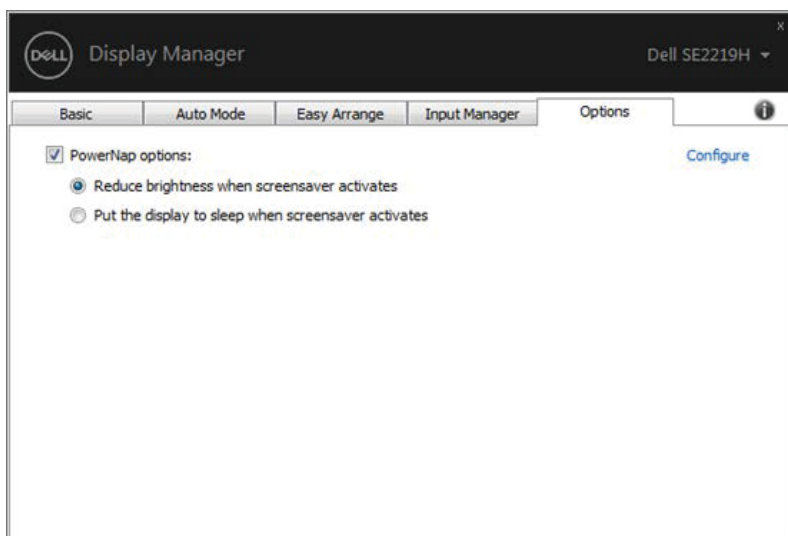 x
DELL Display Manager Dell SE2219H
Basic Auto Mode Easy Arrange Input Manager Options i
PowerNap options: Configure
Reduce brightness when screensaver activates
Put the display to sleep when screensaver activates